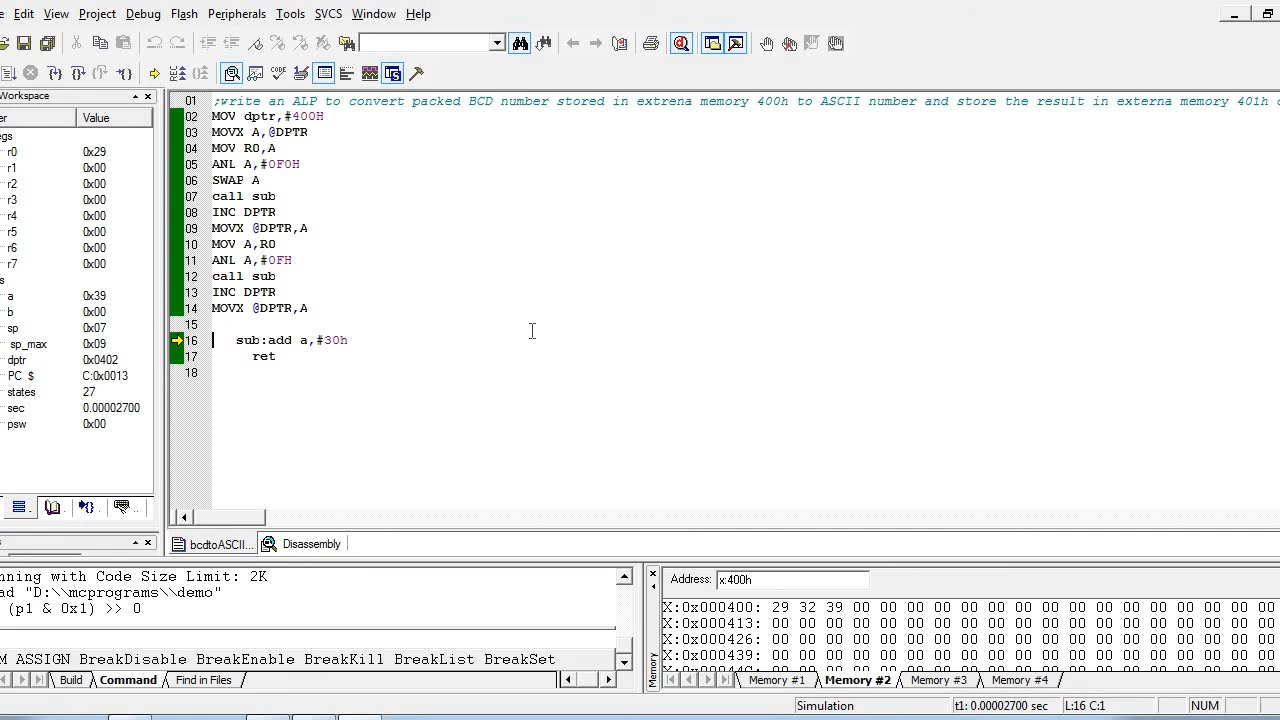 Edit View Project Debug Flash Peripherals Tools SVCS Window Help
Workspace
er Value
egs
r0 0x29
r1 0x00
r2 0x00
r3 0x00
r4 0x00
r5 0x00
r6 0x00
r7 0x00
s
a 0x39
b 0x00
sp 0x07
sp_max 0x09
dptr 0x0402
PC $ C:0x0013
states 27
sec 0.00002700
psw 0x00
01 ;write an ALP to convert packed BCD number stored in extrena memory 400h to ASCII number and store the result in externa memory 401h
02 MOV dptr,#400H
03 MOVX A,@DPTR
04 MOV R0,A
05 ANL A,#0F0H
06 SWAP A
07 call sub
08 INC DPTR
09 MOVX @DPTR,A
10 MOV A,R0
11 ANL A,#0FH
12 call sub
13 INC DPTR
14 MOVX @DPTR,A
15
16 sub:add a,#30h
17 ret
18
bcdtoASCII... Disassembly
nning with Code Size Limit: 2K
ad "D:\\mcprograms\\demo"
(p1 & 0x1) >> 0
M ASSIGN BreakDisable BreakEnable BreakKill BreakList BreakSet
Build Command Find in Files
Memory
Address: x:400h
X:0x000400: 29 32 39 00 00 00 00 00 00 00 00 00 00 00 00 00 00 00 00
X:0x000413: 00 00 00 00 00 00 00 00 00 00 00 00 00 00 00 00 00 00 00
X:0x000426: 00 00 00 00 00 00 00 00 00 00 00 00 00 00 00 00 00 00 00
X:0x000439: 00 00 00 00 00 00 00 00 00 00 00 00 00 00 00 00 00 00 00
Memory #1 Memory #2 Memory #3 Memory #4
Simulation t1: 0.00002700 sec L:16 C:1 NUM